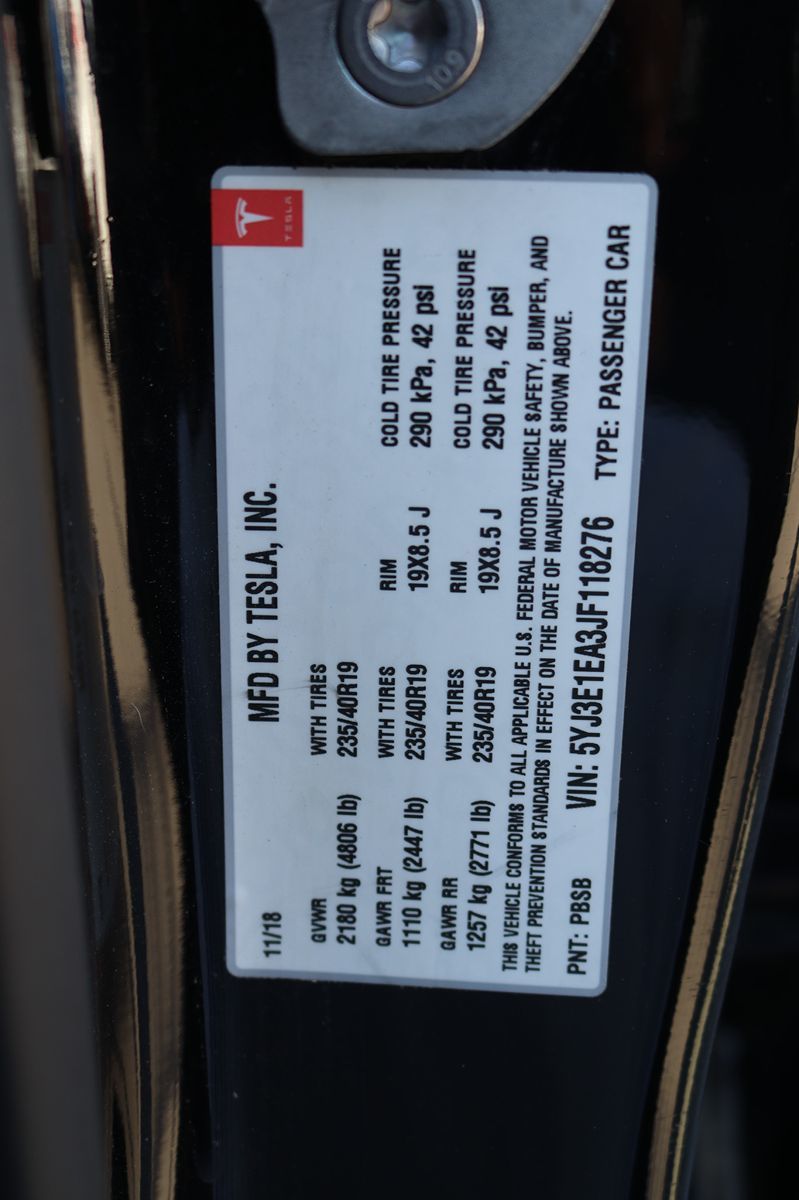 109
TESLA
MFD BY TESLA, INC.
11/18
GVWR WITH TIRES
2180 kg (4806 lb) 235/40R19
GAWR FRT WITH TIRES RIM COLD TIRE PRESSURE
1110 kg (2447 lb) 235/40R19 19X8.5 J 290 kPa, 42 psi
GAWR RR WITH TIRES RIM COLD TIRE PRESSURE
1257 kg (2771 lb) 235/40R19 19X8.5 J 290 kPa, 42 psi
THIS VEHICLE CONFORMS TO ALL APPLICABLE U.S. FEDERAL MOTOR VEHICLE SAFETY, BUMPER, AND
THEFT PREVENTION STANDARDS IN EFFECT ON THE DATE OF MANUFACTURE SHOWN ABOVE.
PNT: PBSB VIN: 5YJ3E1EA3JF118276 TYPE: PASSENGER CAR